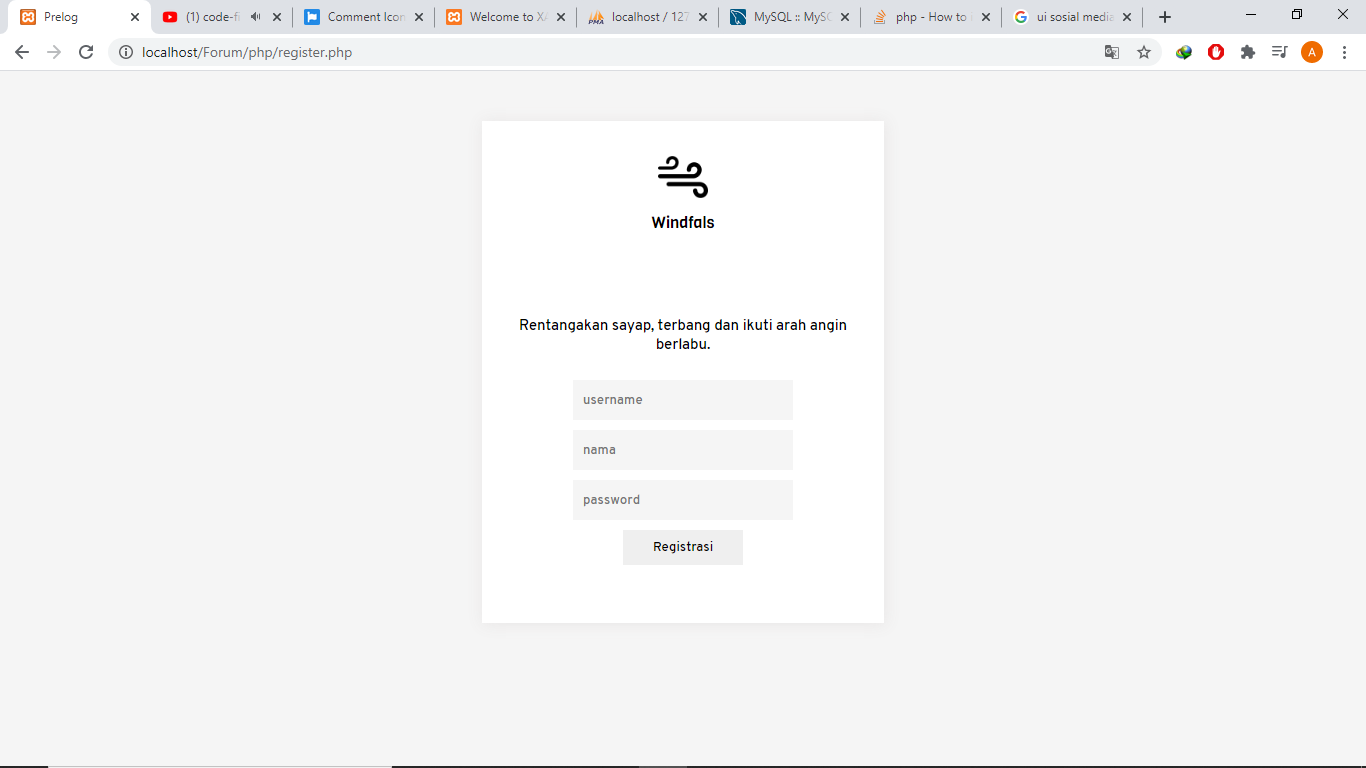 Prelog
(1) code-fi
Comment Icon
Welcome to XA
localhost / 127
MySQL :: MySQ
php - How to
ui sosial media
localhost/Forum/php/register.php
A
Windfals
Rentangakan sayap, terbang dan ikuti arah angin
berlabu.
username
nama
password
Registrasi